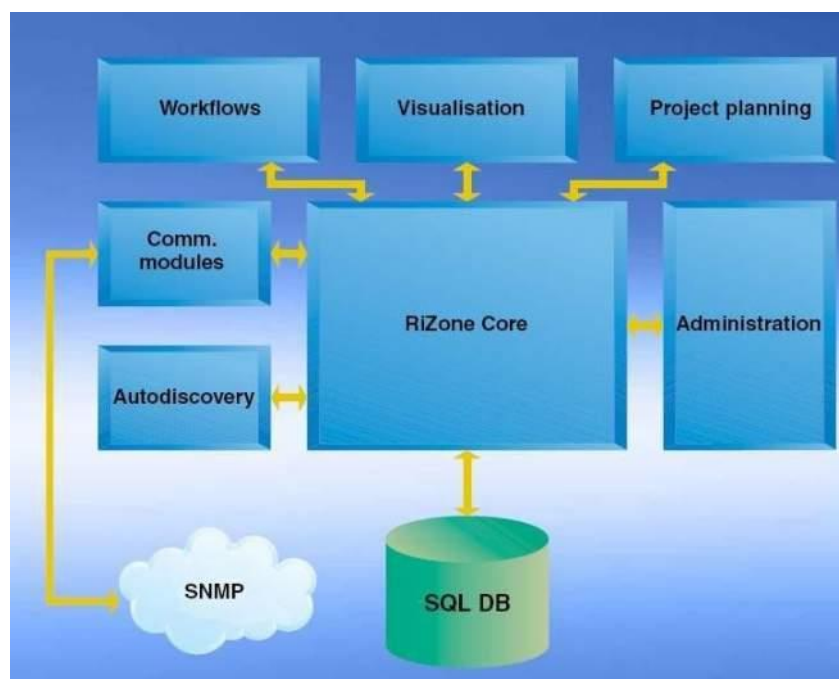 Workflows
Visualisation
Project planning
Comm.
modules
RiZone Core
Administration
Autodiscovery
SNMP
SQL DB